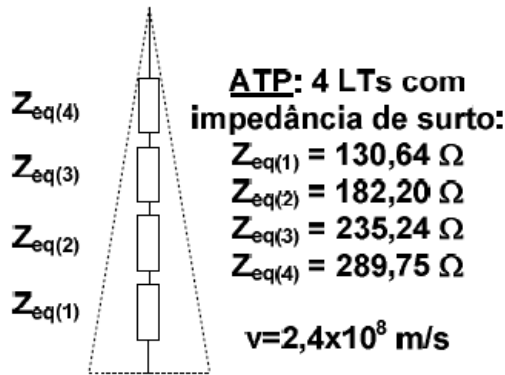 Zeq(4)
Zeq(3)
Zeq(2)
Zeq(1)
ATP: 4 LTs com
impedância de surto:
Zeq(1) = 130,64 Ω
Zeq(2) = 182,20 Ω
Zeq(3) = 235,24 Ω
Zeq(4) = 289,75 Ω
v=2,4x10⁸ m/s